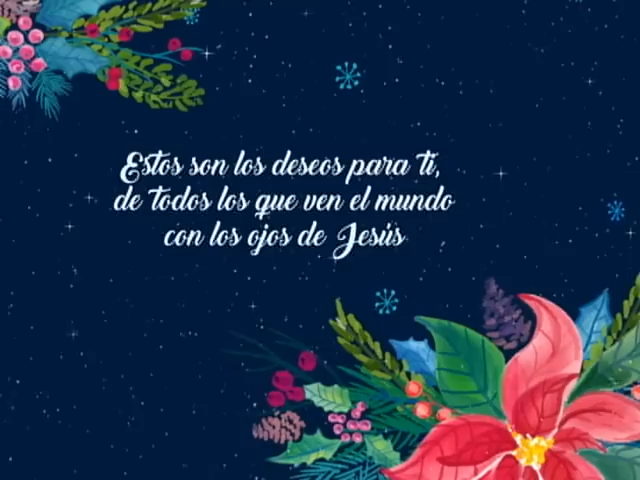 Estos son los deseos para ti,
de todos los que ven el mundo
con los ojos de Jesús